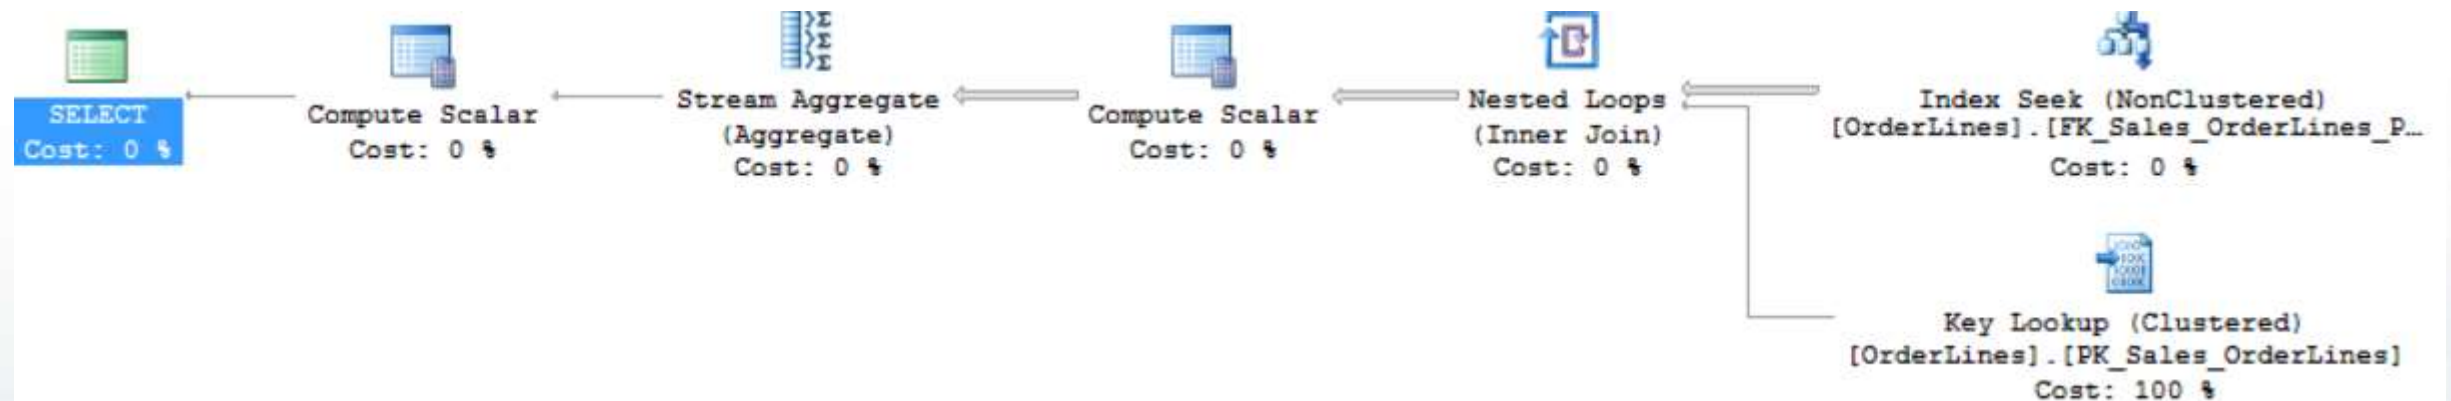 SELECT
Cost: 0 %
Compute Scalar
Cost: 0 %
Stream Aggregate
(Aggregate)
Cost: 0 %
Compute Scalar
Cost: 0 %
Nested Loops
(Inner Join)
Cost: 0 %
Index Seek (NonClustered)
[OrderLines].[FK_Sales_OrderLines_P…
Cost: 0 %
Key Lookup (Clustered)
[OrderLines].[PK_Sales_OrderLines]
Cost: 100 %